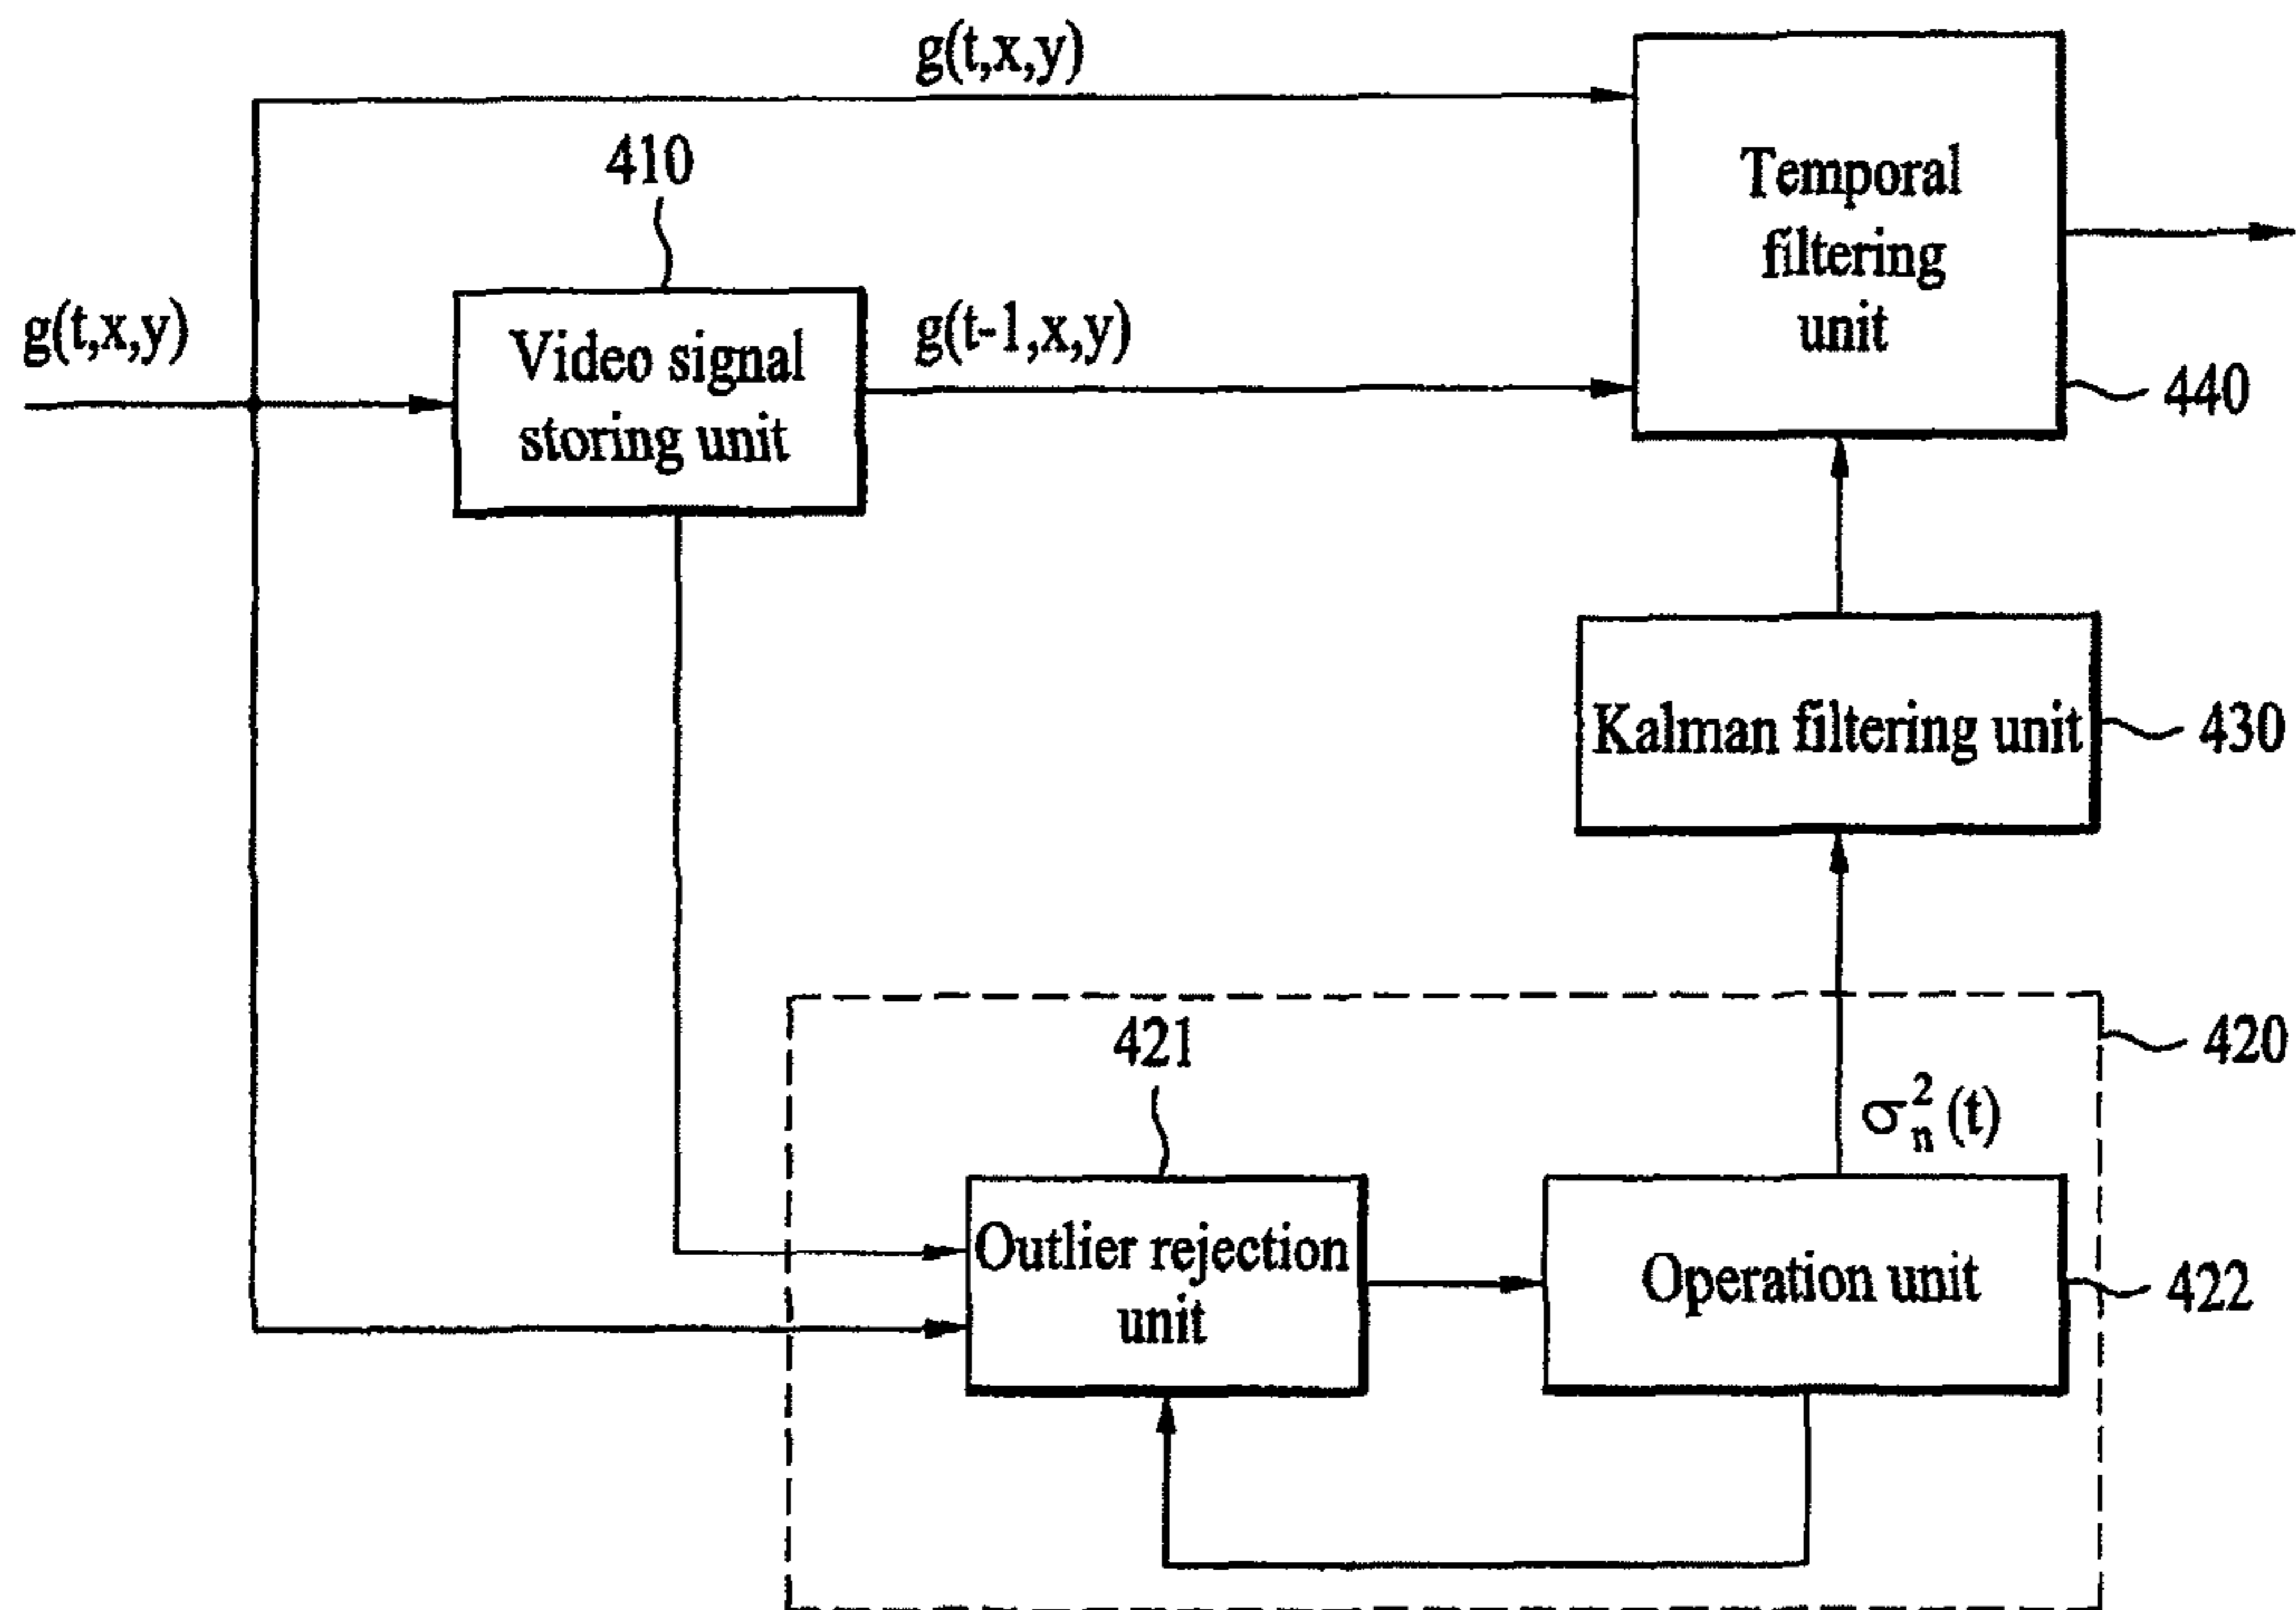 g(t,x,y)
410
g(t,x,y)
Video signal
storing unit
g(t-1,x,y)
Temporal
filtering
unit
440
Kalman filtering unit
430
420
421
σ²ₙ(t)
Outlier rejection
unit
Operation unit
422